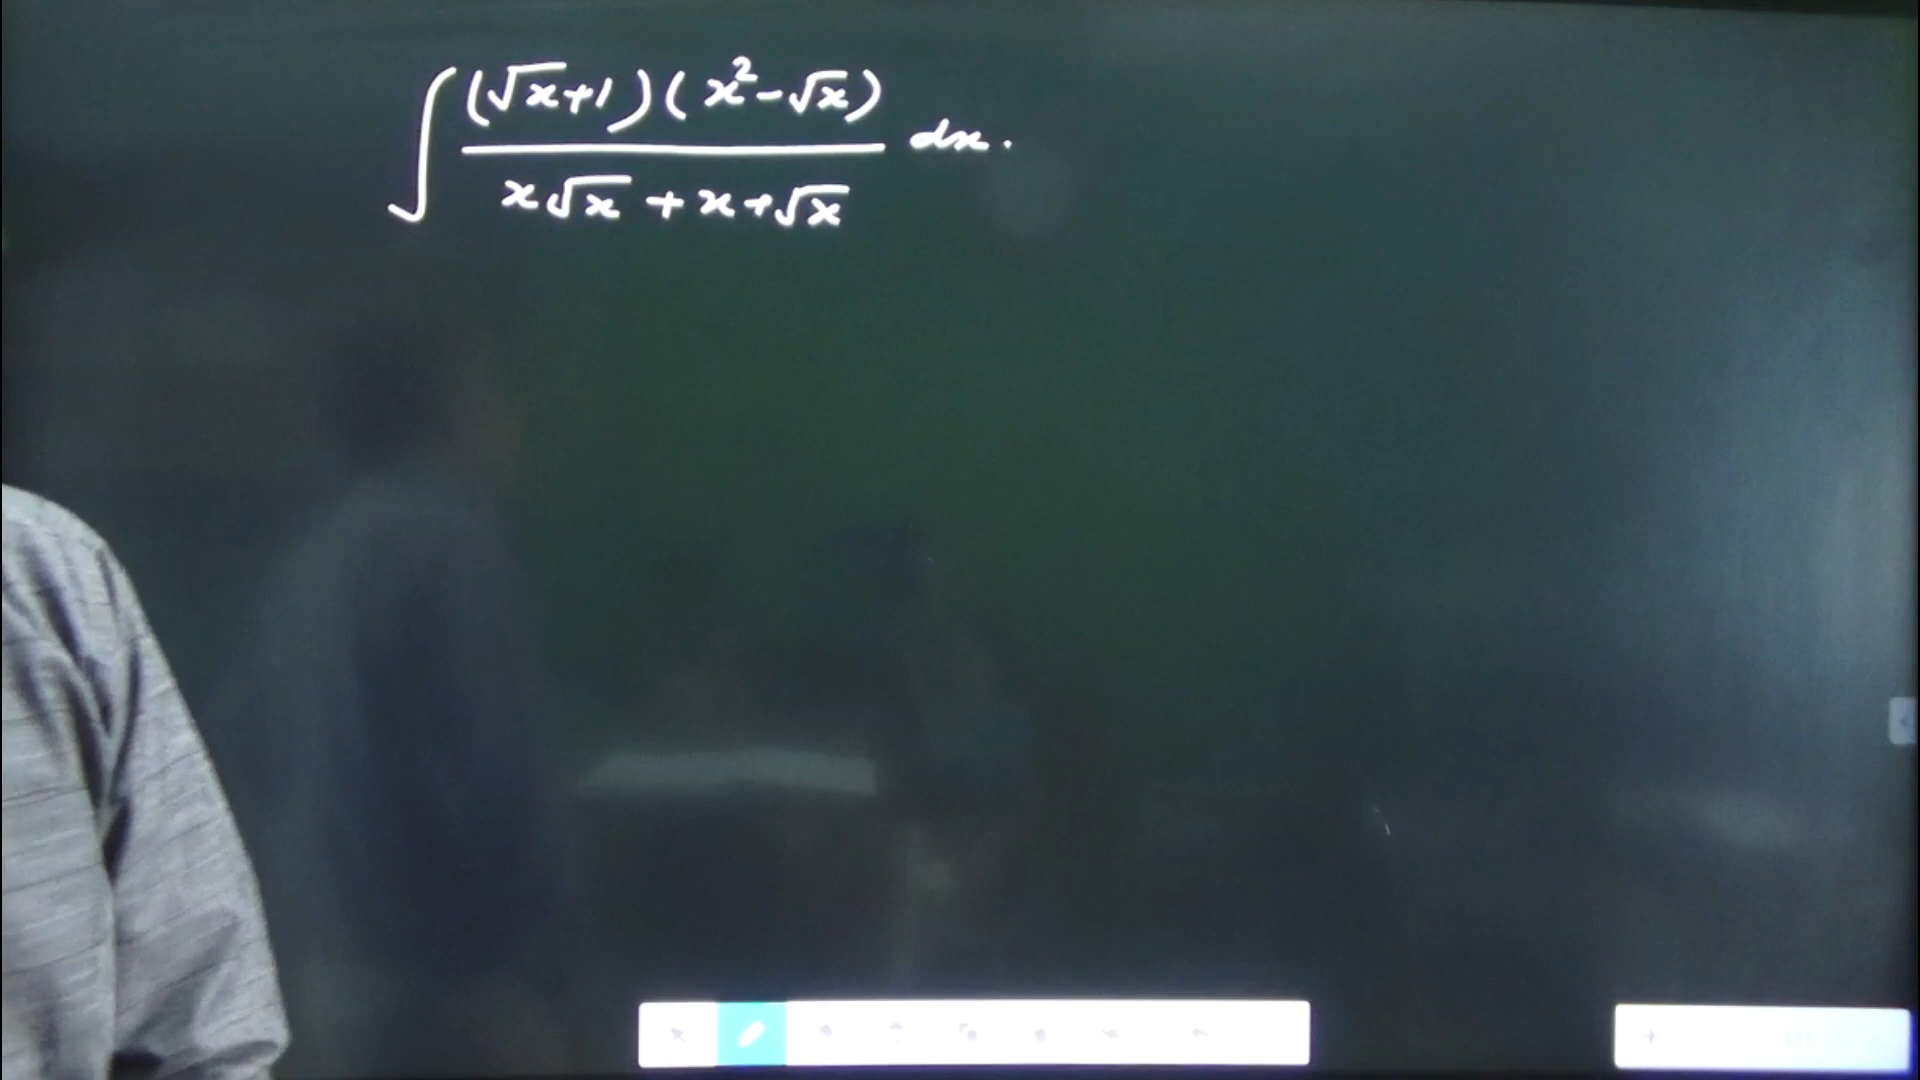 ∫ (√x+1)(x²-√x) / (x√x + x + √x) dx.